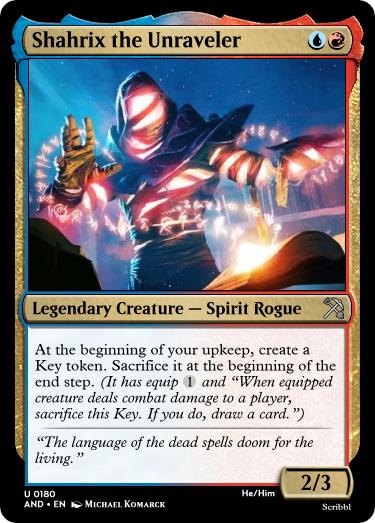 Shahrix the Unraveler
Legendary Creature — Spirit Rogue
At the beginning of your upkeep, create a
Key token. Sacrifice it at the beginning of the
end step. (It has equip 1 and “When equipped
creature deals combat damage to a player,
sacrifice this Key. If you do, draw a card.”)
“The language of the dead spells doom for the
living.”
2/3
U 0180
He/Him
AND • EN Michael Komarck
Scribbl